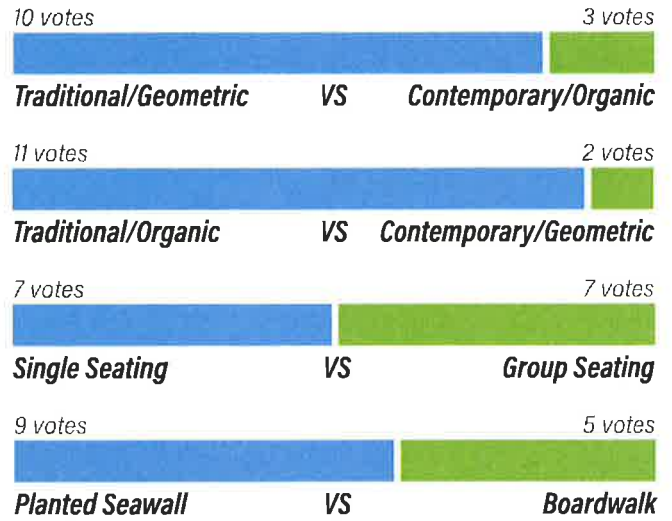 10 votes 3 votes
Traditional/Geometric VS Contemporary/Organic
11 votes 2 votes
Traditional/Organic VS Contemporary/Geometric
7 votes 7 votes
Single Seating VS Group Seating
9 votes 5 votes
Planted Seawall VS Boardwalk